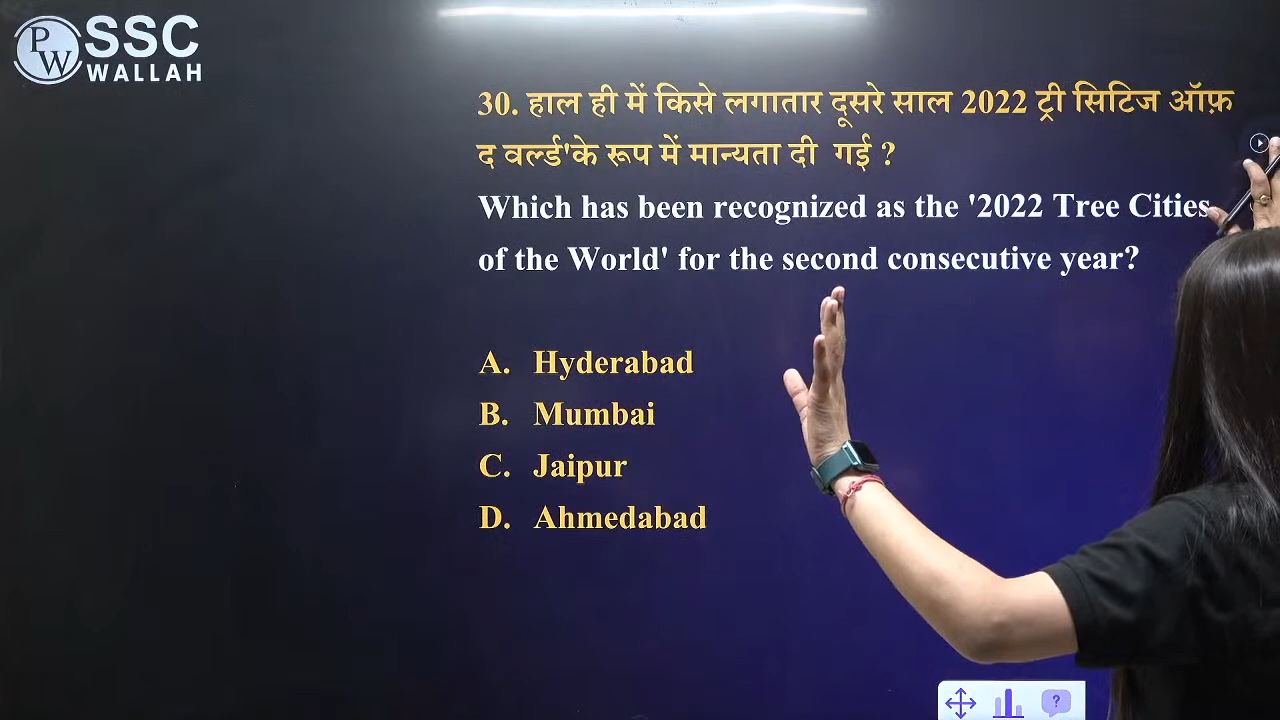 PW
SSC
WALLAH
30. हाल ही में किसे लगातार दूसरे साल 2022 ट्री सिटिज ऑफ़
द वर्ल्ड'के रूप में मान्यता दी गई ?
Which has been recognized as the '2022 Tree Cities
of the World' for the second consecutive year?
A. Hyderabad
B. Mumbai
C. Jaipur
D. Ahmedabad
?